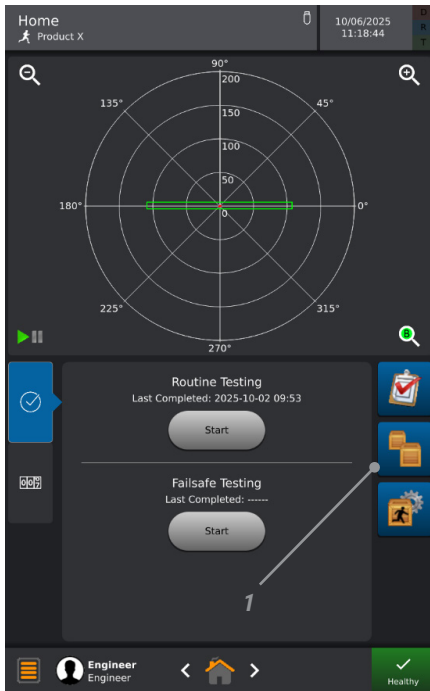 Home
Product X
10/06/2025
11:18:44
D
R
T
90°
200
135°
45°
150
100
50
180°
0°
0
225°
315°
B
270°
Routine Testing
Last Completed: 2025-10-02 09:53
Start
007
Failsafe Testing
Last Completed: ------
Start
1
Engineer
Engineer
Healthy